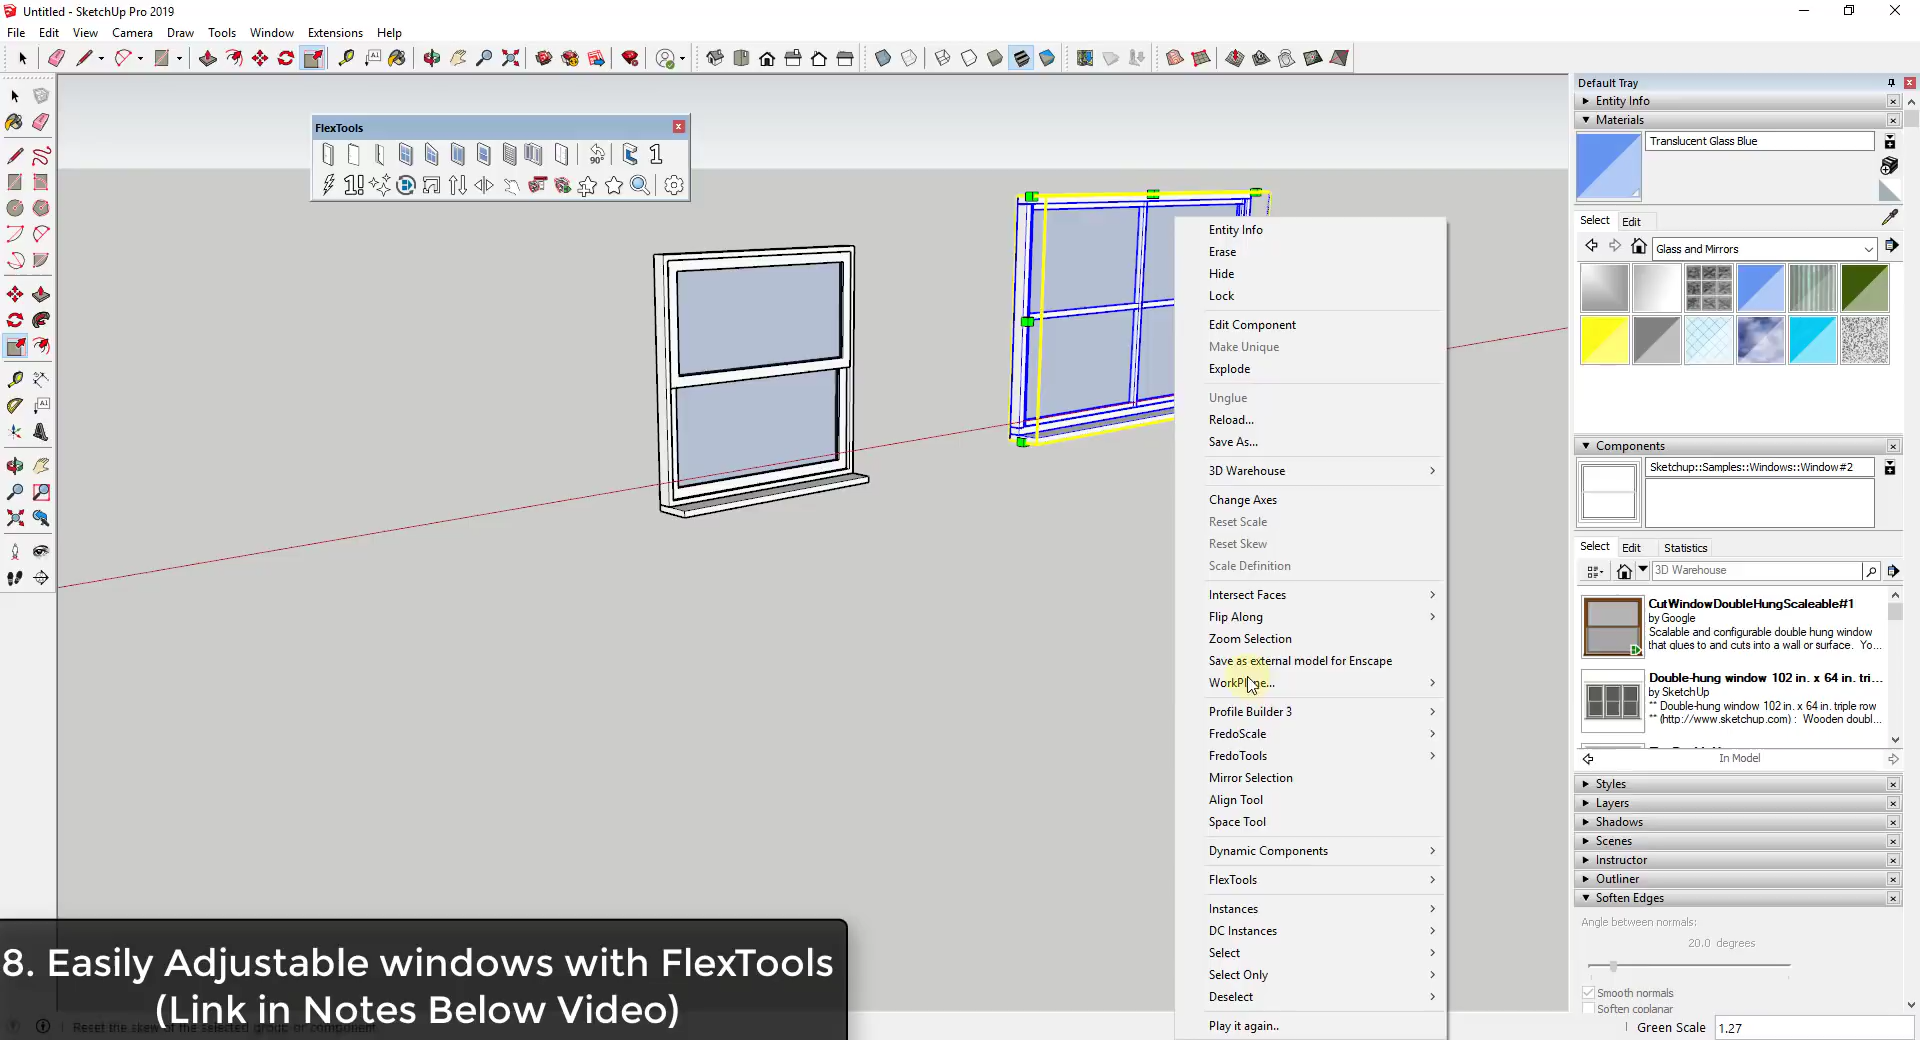 Untitled - SketchUp Pro 2019
File Edit View Camera Draw Tools Window Extensions Help
FlexTools
Entity Info
Erase
Hide
Lock
Edit Component
Make Unique
Explode
Unglue
Reload...
Save As...
3D Warehouse
Change Axes
Reset Scale
Reset Skew
Scale Definition
Intersect Faces
Flip Along
Zoom Selection
Save as external model for Enscape
Profile Builder 3
FredoScale
FredoTools
Mirror Selection
Align Tool
Space Tool
Dynamic Components
FlexTools
Instances
DC Instances
Select
Select Only
Deselect
Play it again..
Default Tray
Entity Info
Materials
Translucent Glass Blue
Select Edit
Glass and Mirrors
Components
Sketchup::Samples::Windows::Window#2
Select Edit Statistics
3D Warehouse
CutWindowDoubleHungScaleable#1
by Google
Scalable and configurable double hung window
that glues to and cuts into a wall or surface. Yo...
Double-hung window 102 in. x 64 in. tri...
by SketchUp
** Double-hung window 102 in. x 64 in. triple row
** (http://www.sketchup.com) : Wooden doubl...
In Model
Styles
Layers
Shadows
Scenes
Instructor
Outliner
Soften Edges
Angle between normals:
20.0 degrees
Smooth normals
Soften coplanar
Green Scale 1.27
8. Easily Adjustable windows with FlexTools
(Link in Notes Below Video)
Reset the skew of the selected group or component